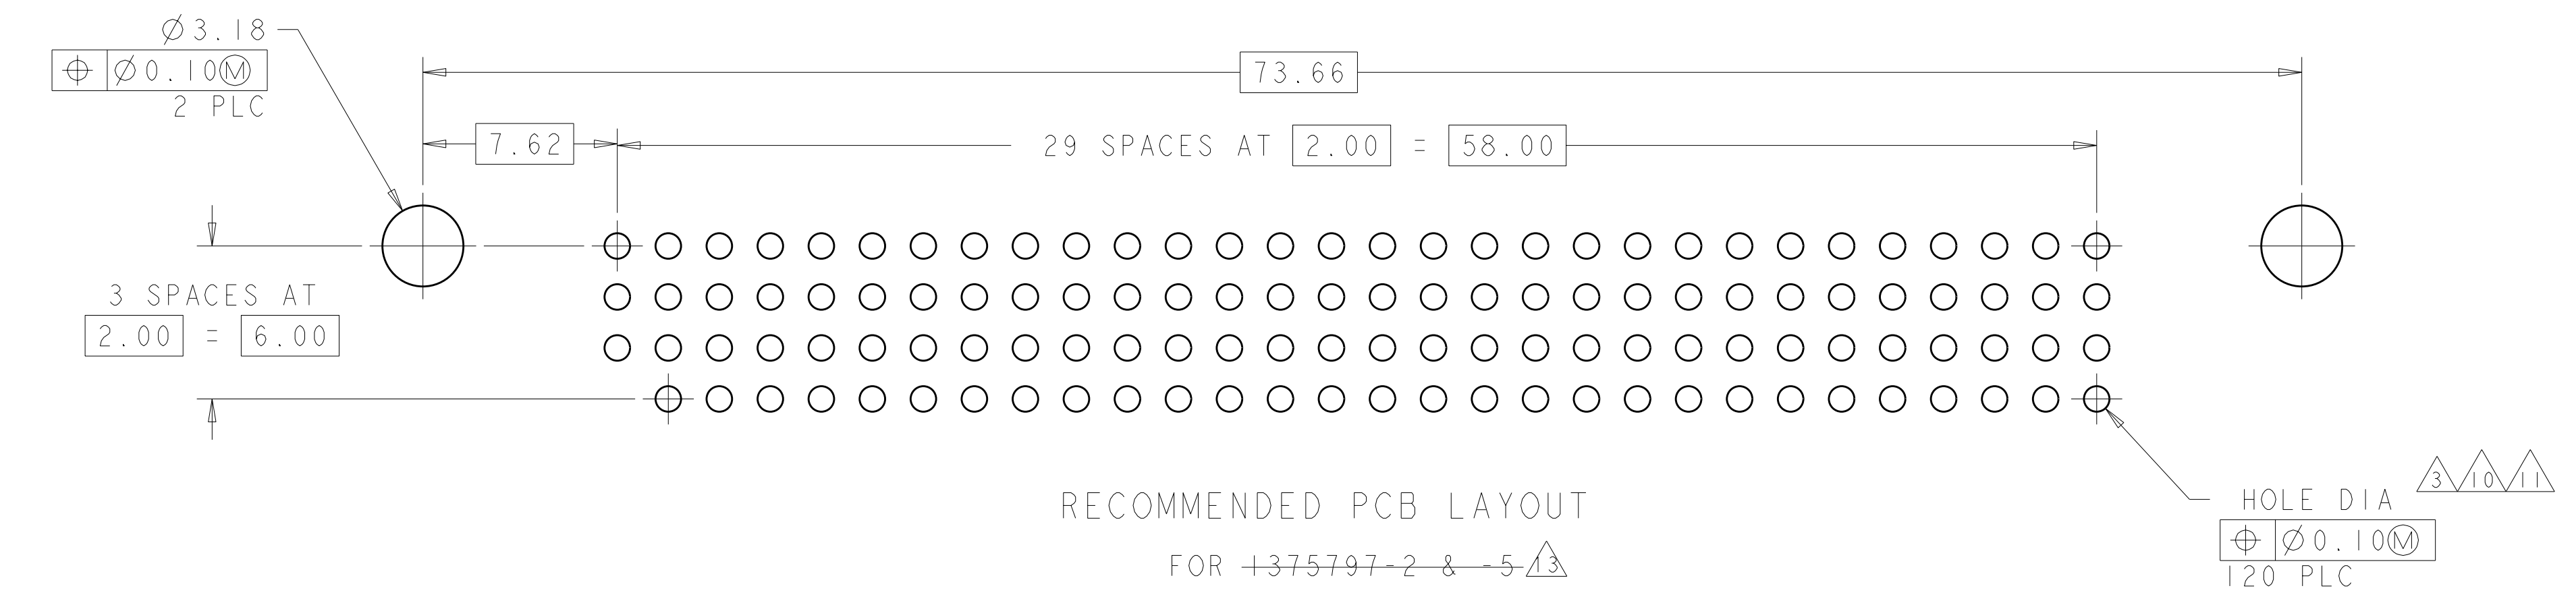 Ø3.18
⌖ Ø0.10Ⓜ
2 PLC
73.66
7.62
29 SPACES AT 2.00 = 58.00
3 SPACES AT
2.00 = 6.00
RECOMMENDED PCB LAYOUT
FOR 1375797-2 & -5 13
3 10 11
HOLE DIA
⌖ Ø0.10Ⓜ
120 PLC